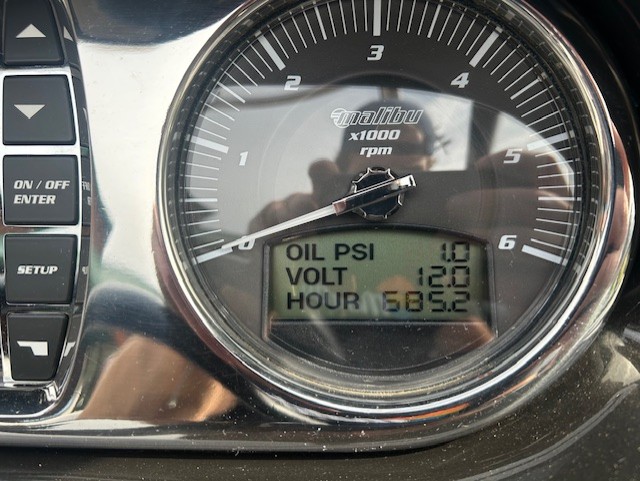 ON / OFF
ENTER
SETUP
0
1
2
3
4
5
6
malibu
x1000
rpm
OIL PSI 1.0
VOLT 12.0
HOUR 685.2